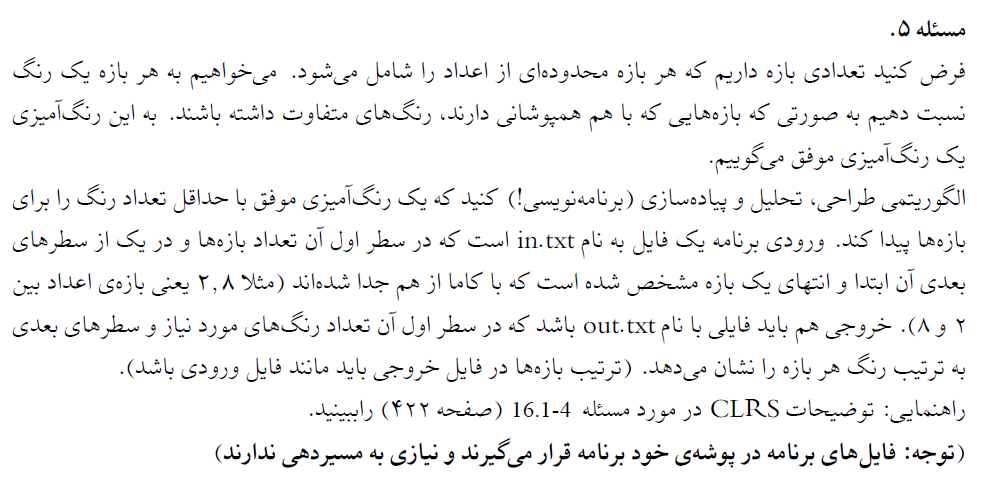 مسئله ۵.
فرض کنید تعدادی بازه داریم که هر بازه محدوده‌ای از اعداد را شامل می‌شود. می‌خواهیم به هر بازه یک رنگ
نسبت دهیم به صورتی که بازه‌هایی که با هم همپوشانی دارند، رنگ‌های متفاوت داشته باشند. به این رنگ‌آمیزی
یک رنگ‌آمیزی موفق می‌گوییم.
الگوریتمی طراحی، تحلیل و پیاده‌سازی (برنامه‌نویسی!) کنید که یک رنگ‌آمیزی موفق با حداقل تعداد رنگ را برای
بازه‌ها پیدا کند. ورودی برنامه یک فایل به نام in.txt است که در سطر اول آن تعداد بازه‌ها و در یک از سطرهای
بعدی آن ابتدا و انتهای یک بازه مشخص شده است که با کاما از هم جدا شده‌اند (مثلا ۲,۸ یعنی بازه‌ی اعداد بین
۲ و ۸). خروجی هم باید فایلی با نام out.txt باشد که در سطر اول آن تعداد رنگ‌های مورد نیاز و سطرهای بعدی
به ترتیب رنگ هر بازه را نشان می‌دهد. (ترتیب بازه‌ها در فایل خروجی باید مانند فایل ورودی باشد).
راهنمایی: توضیحات CLRS در مورد مسئله 16.1-4 (صفحه ۴۲۲) راببینید.
(توجه: فایل‌های برنامه در پوشه‌ی خود برنامه قرار می‌گیرند و نیازی به مسیردهی ندارند)